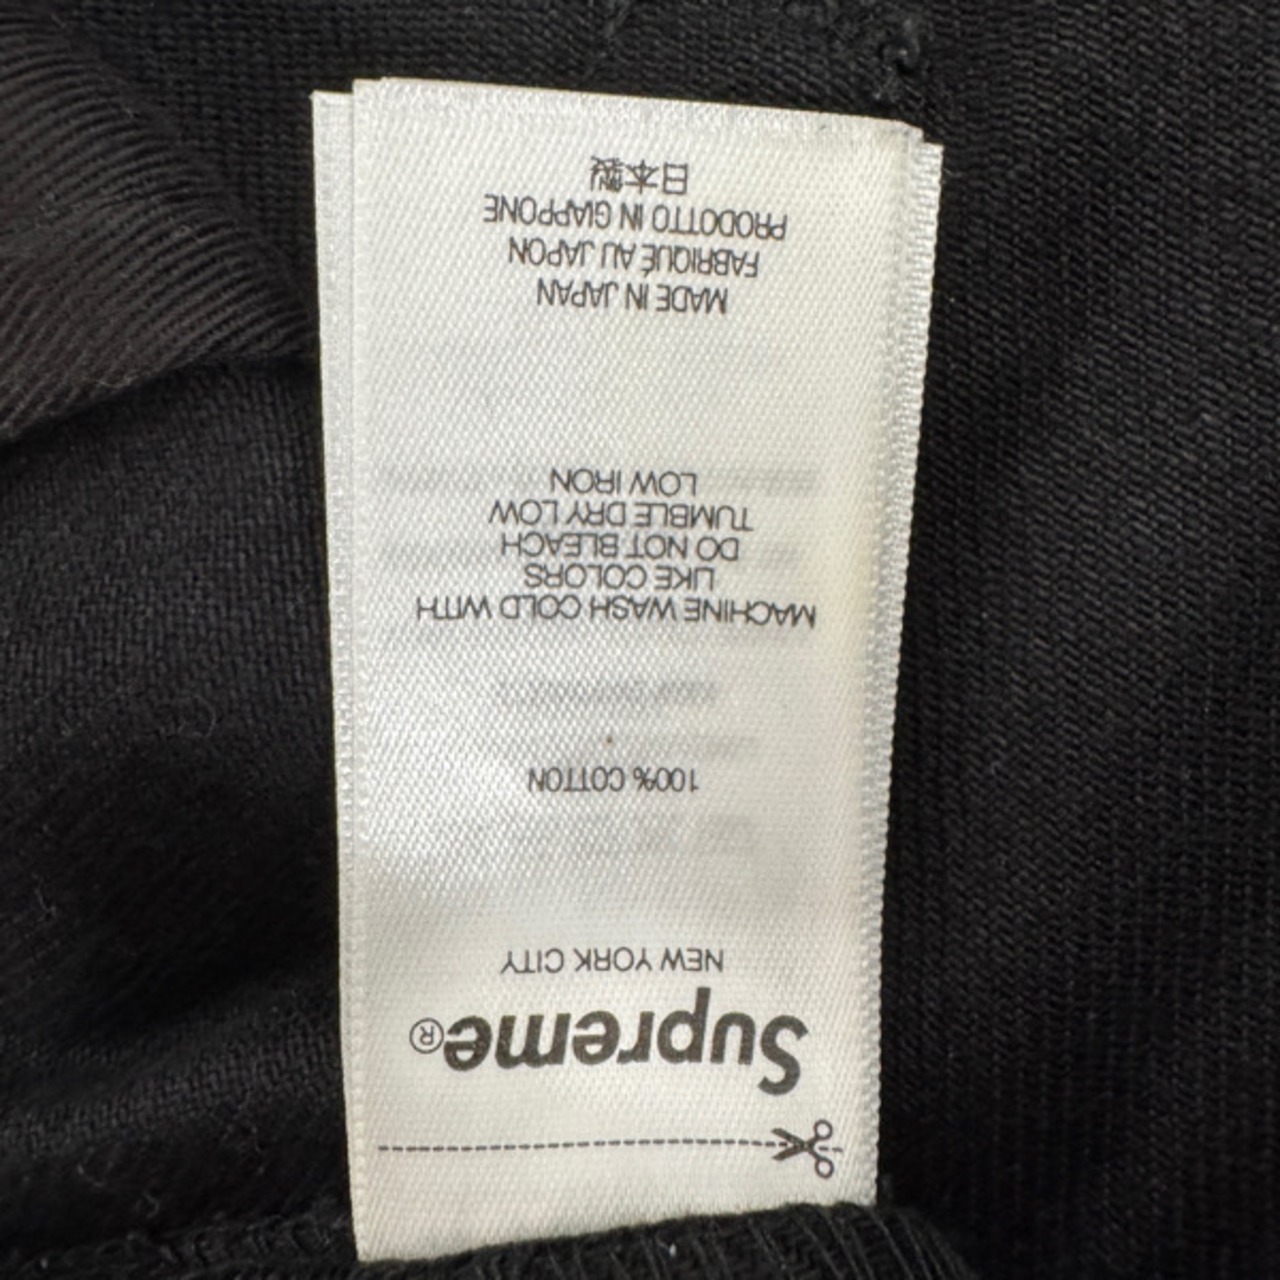 Supreme®
NEW YORK CITY
100% COTTON
MACHINE WASH COLD WITH
LIKE COLORS
DO NOT BLEACH
TUMBLE DRY LOW
LOW IRON
MADE IN JAPAN
FABRIQUÉ AU JAPON
PRODOTTO IN GIAPPONE
日本製